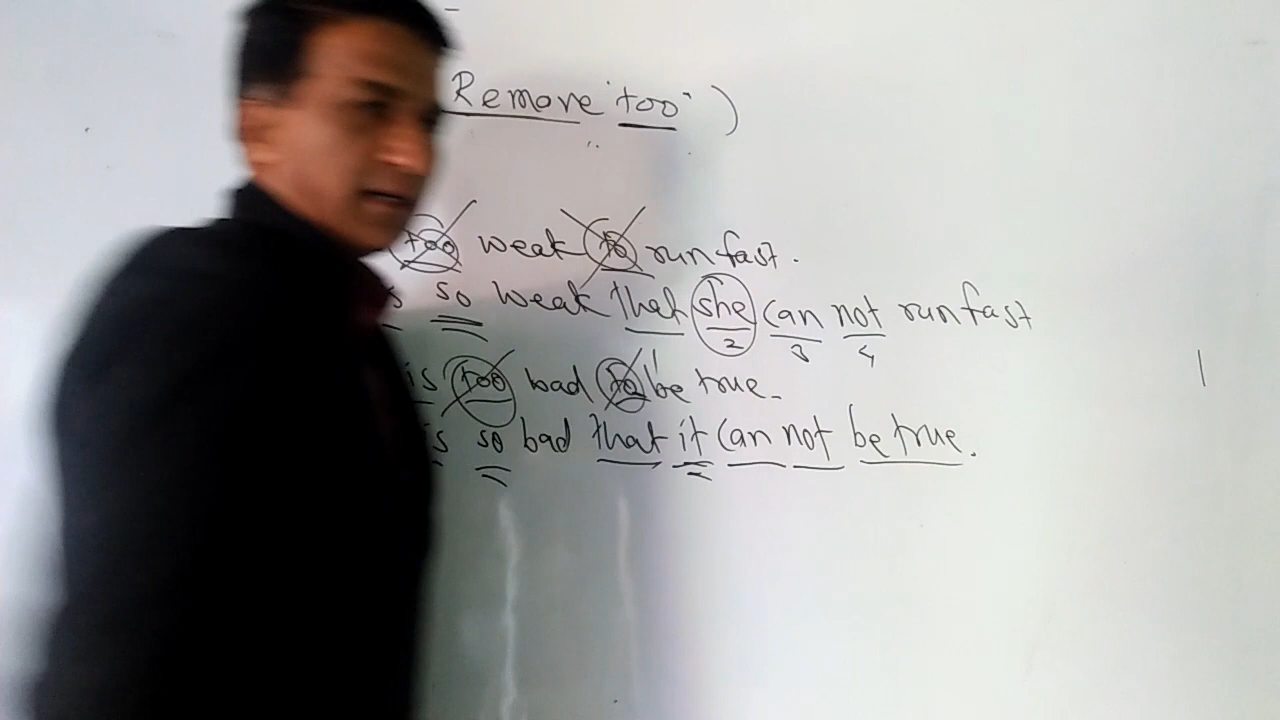 Remove "too")
too weak to run fast.
so weak that she can not run fast
2 3 4
is too bad to be true.
is so bad that it can not be true.